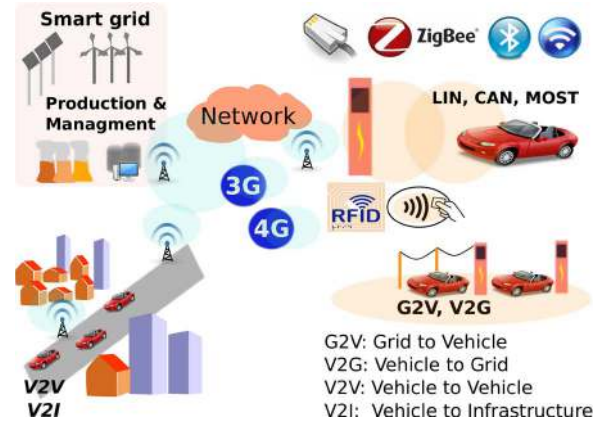 Smart grid
Production &
Managment
ZigBee®
Network
LIN, CAN, MOST
3G
4G
RFID
G2V, V2G
V2V
V2I
G2V: Grid to Vehicle
V2G: Vehicle to Grid
V2V: Vehicle to Vehicle
V2I: Vehicle to Infrastructure